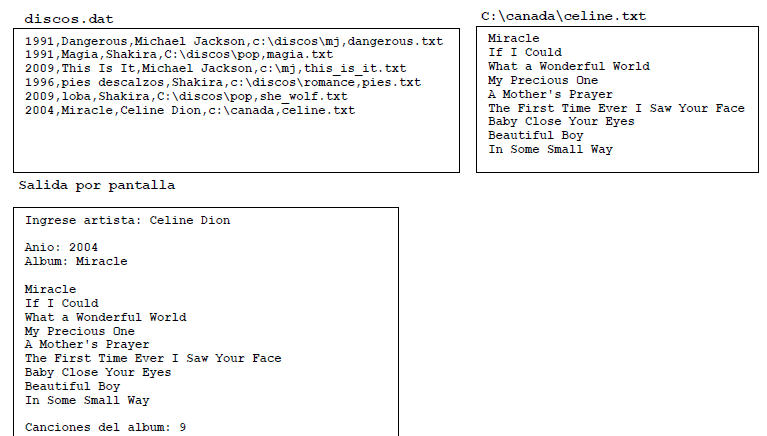 discos.dat
1991,Dangerous,Michael Jackson,c:\discos\mj,dangerous.txt
1991,Magia,Shakira,C:\discos\pop,magia.txt
2009,This Is It,Michael Jackson,c:\mj,this_is_it.txt
1996,pies descalzos,Shakira,c:\discos\romance,pies.txt
2009,loba,Shakira,C:\discos\pop,she_wolf.txt
2004,Miracle,Celine Dion,c:\canada,celine.txt
C:\canada\celine.txt
Miracle
If I Could
What a Wonderful World
My Precious One
A Mother's Prayer
The First Time Ever I Saw Your Face
Baby Close Your Eyes
Beautiful Boy
In Some Small Way
Salida por pantalla
Ingrese artista: Celine Dion
Anio: 2004
Album: Miracle
Miracle
If I Could
What a Wonderful World
My Precious One
A Mother's Prayer
The First Time Ever I Saw Your Face
Baby Close Your Eyes
Beautiful Boy
In Some Small Way
Canciones del album: 9